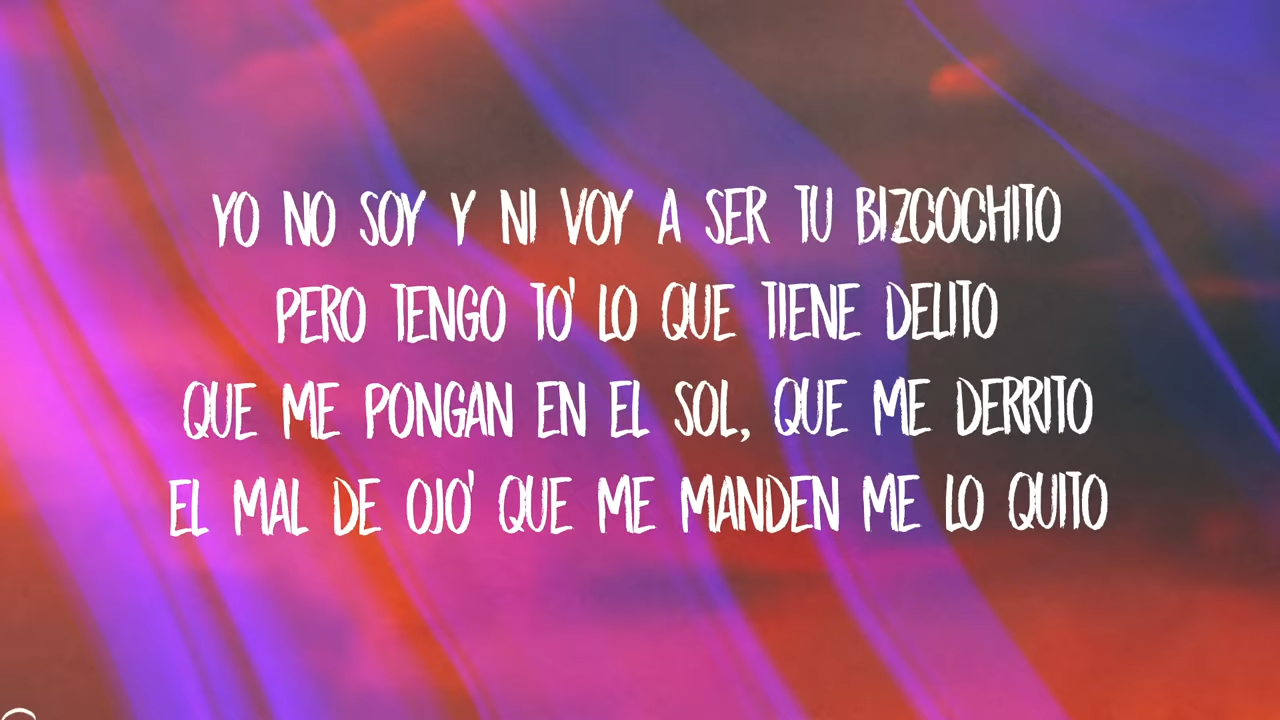 YO NO SOY Y NI VOY A SER TU BIZCOCHITO
PERO TENGO TO' LO QUE TIENE DELITO
QUE ME PONGAN EN EL SOL, QUE ME DERRITO
EL MAL DE OJO' QUE ME MANDEN ME LO QUITO